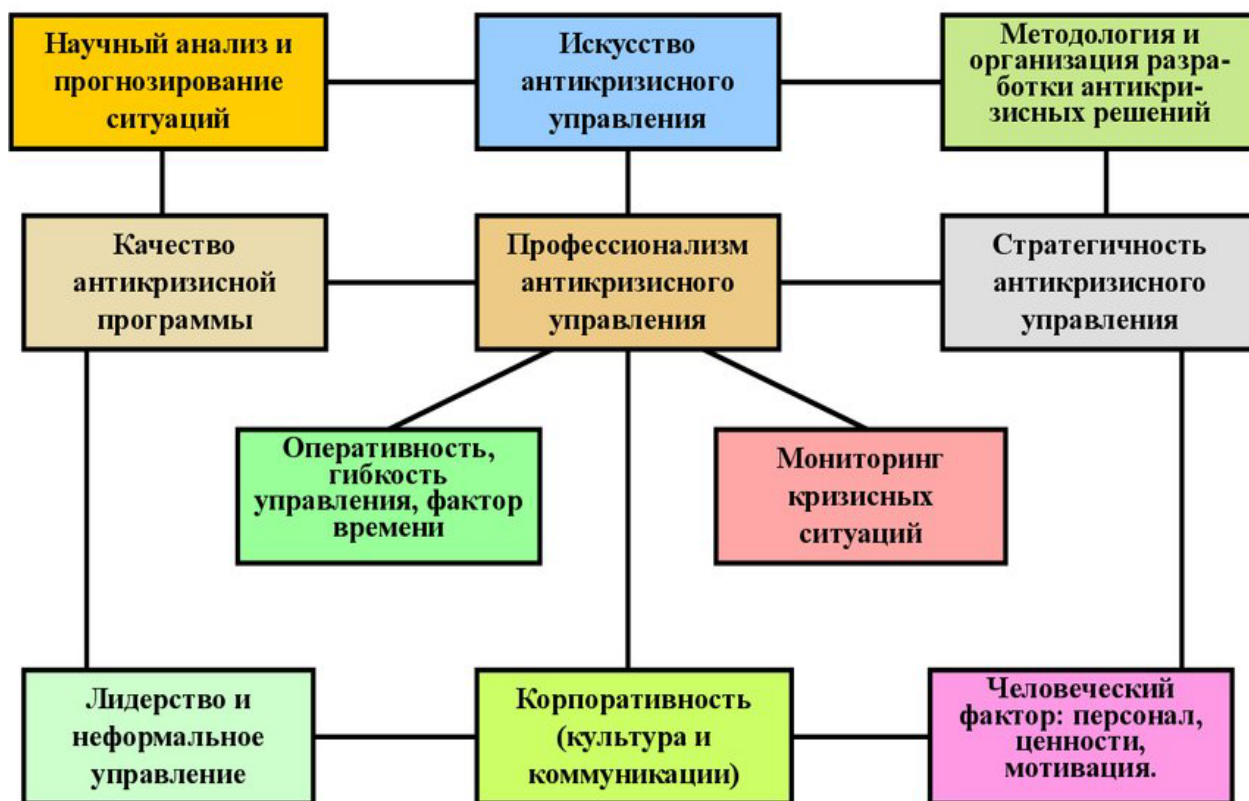 Научный анализ и
прогнозирование
ситуаций
Искусство
антикризисного
управления
Методология и
организация разра-
ботки антикри-
зисных решений
Качество
антикризисной
программы
Профессионализм
антикризисного
управления
Стратегичность
антикризисного
управления
Оперативность,
гибкость
управления, фактор
времени
Мониторинг
кризисных
ситуаций
Лидерство и
неформальное
управление
Корпоративность
(культура и
коммуникации)
Человеческий
фактор: персонал,
ценности,
мотивация.